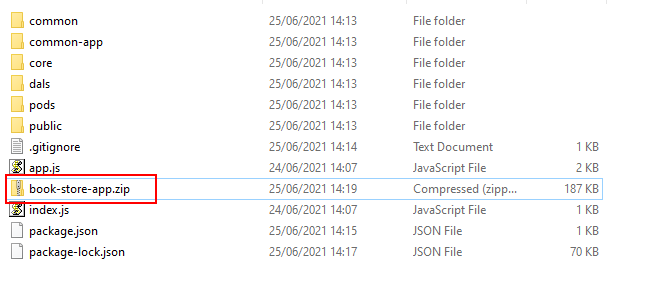 common 25/06/2021 14:13 File folder
common-app 25/06/2021 14:13 File folder
core 25/06/2021 14:13 File folder
dals 25/06/2021 14:13 File folder
pods 25/06/2021 14:13 File folder
public 25/06/2021 14:13 File folder
.gitignore 25/06/2021 14:14 Text Document 1 KB
app.js 24/06/2021 14:07 JavaScript File 2 KB
book-store-app.zip 25/06/2021 14:19 Compressed (zipp... 187 KB
index.js 24/06/2021 14:07 JavaScript File 1 KB
package.json 25/06/2021 14:15 JSON File 1 KB
package-lock.json 25/06/2021 14:17 JSON File 70 KB